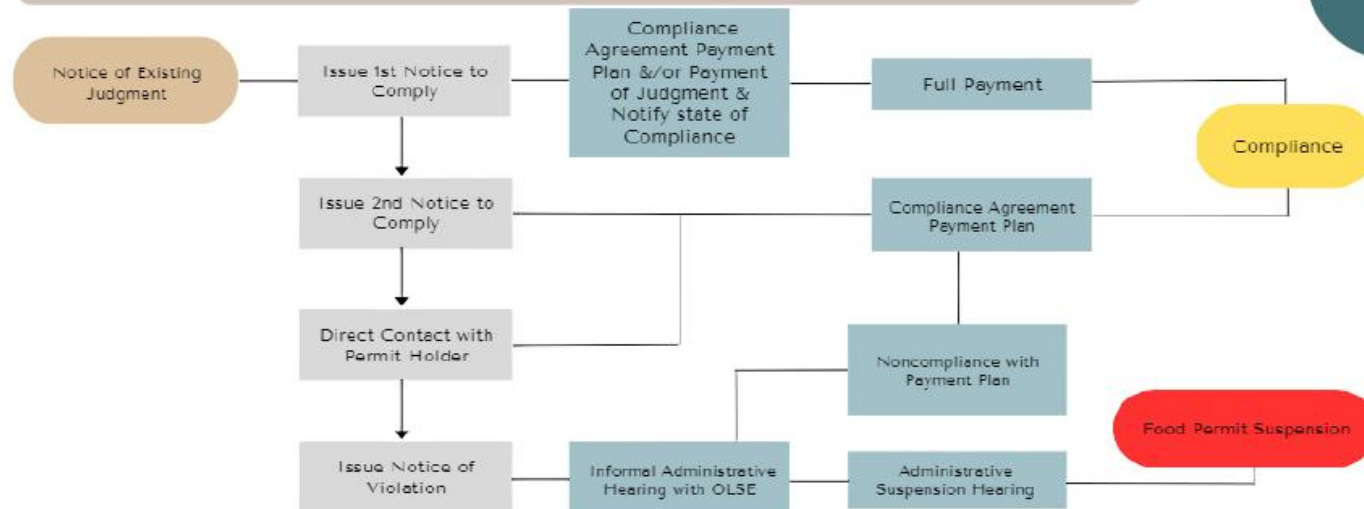 Notice of Existing
Judgment
Issue 1st Notice to
Comply
Compliance
Agreement Payment
Plan &/or Payment
of Judgment &
Notify state of
Compliance
Full Payment
Compliance
Issue 2nd Notice to
Comply
Compliance Agreement
Payment Plan
Direct Contact with
Permit Holder
Noncompliance with
Payment Plan
Food Permit Suspension
Issue Notice of
Violation
Informal Administrative
Hearing with OLSE
Administrative
Suspension Hearing